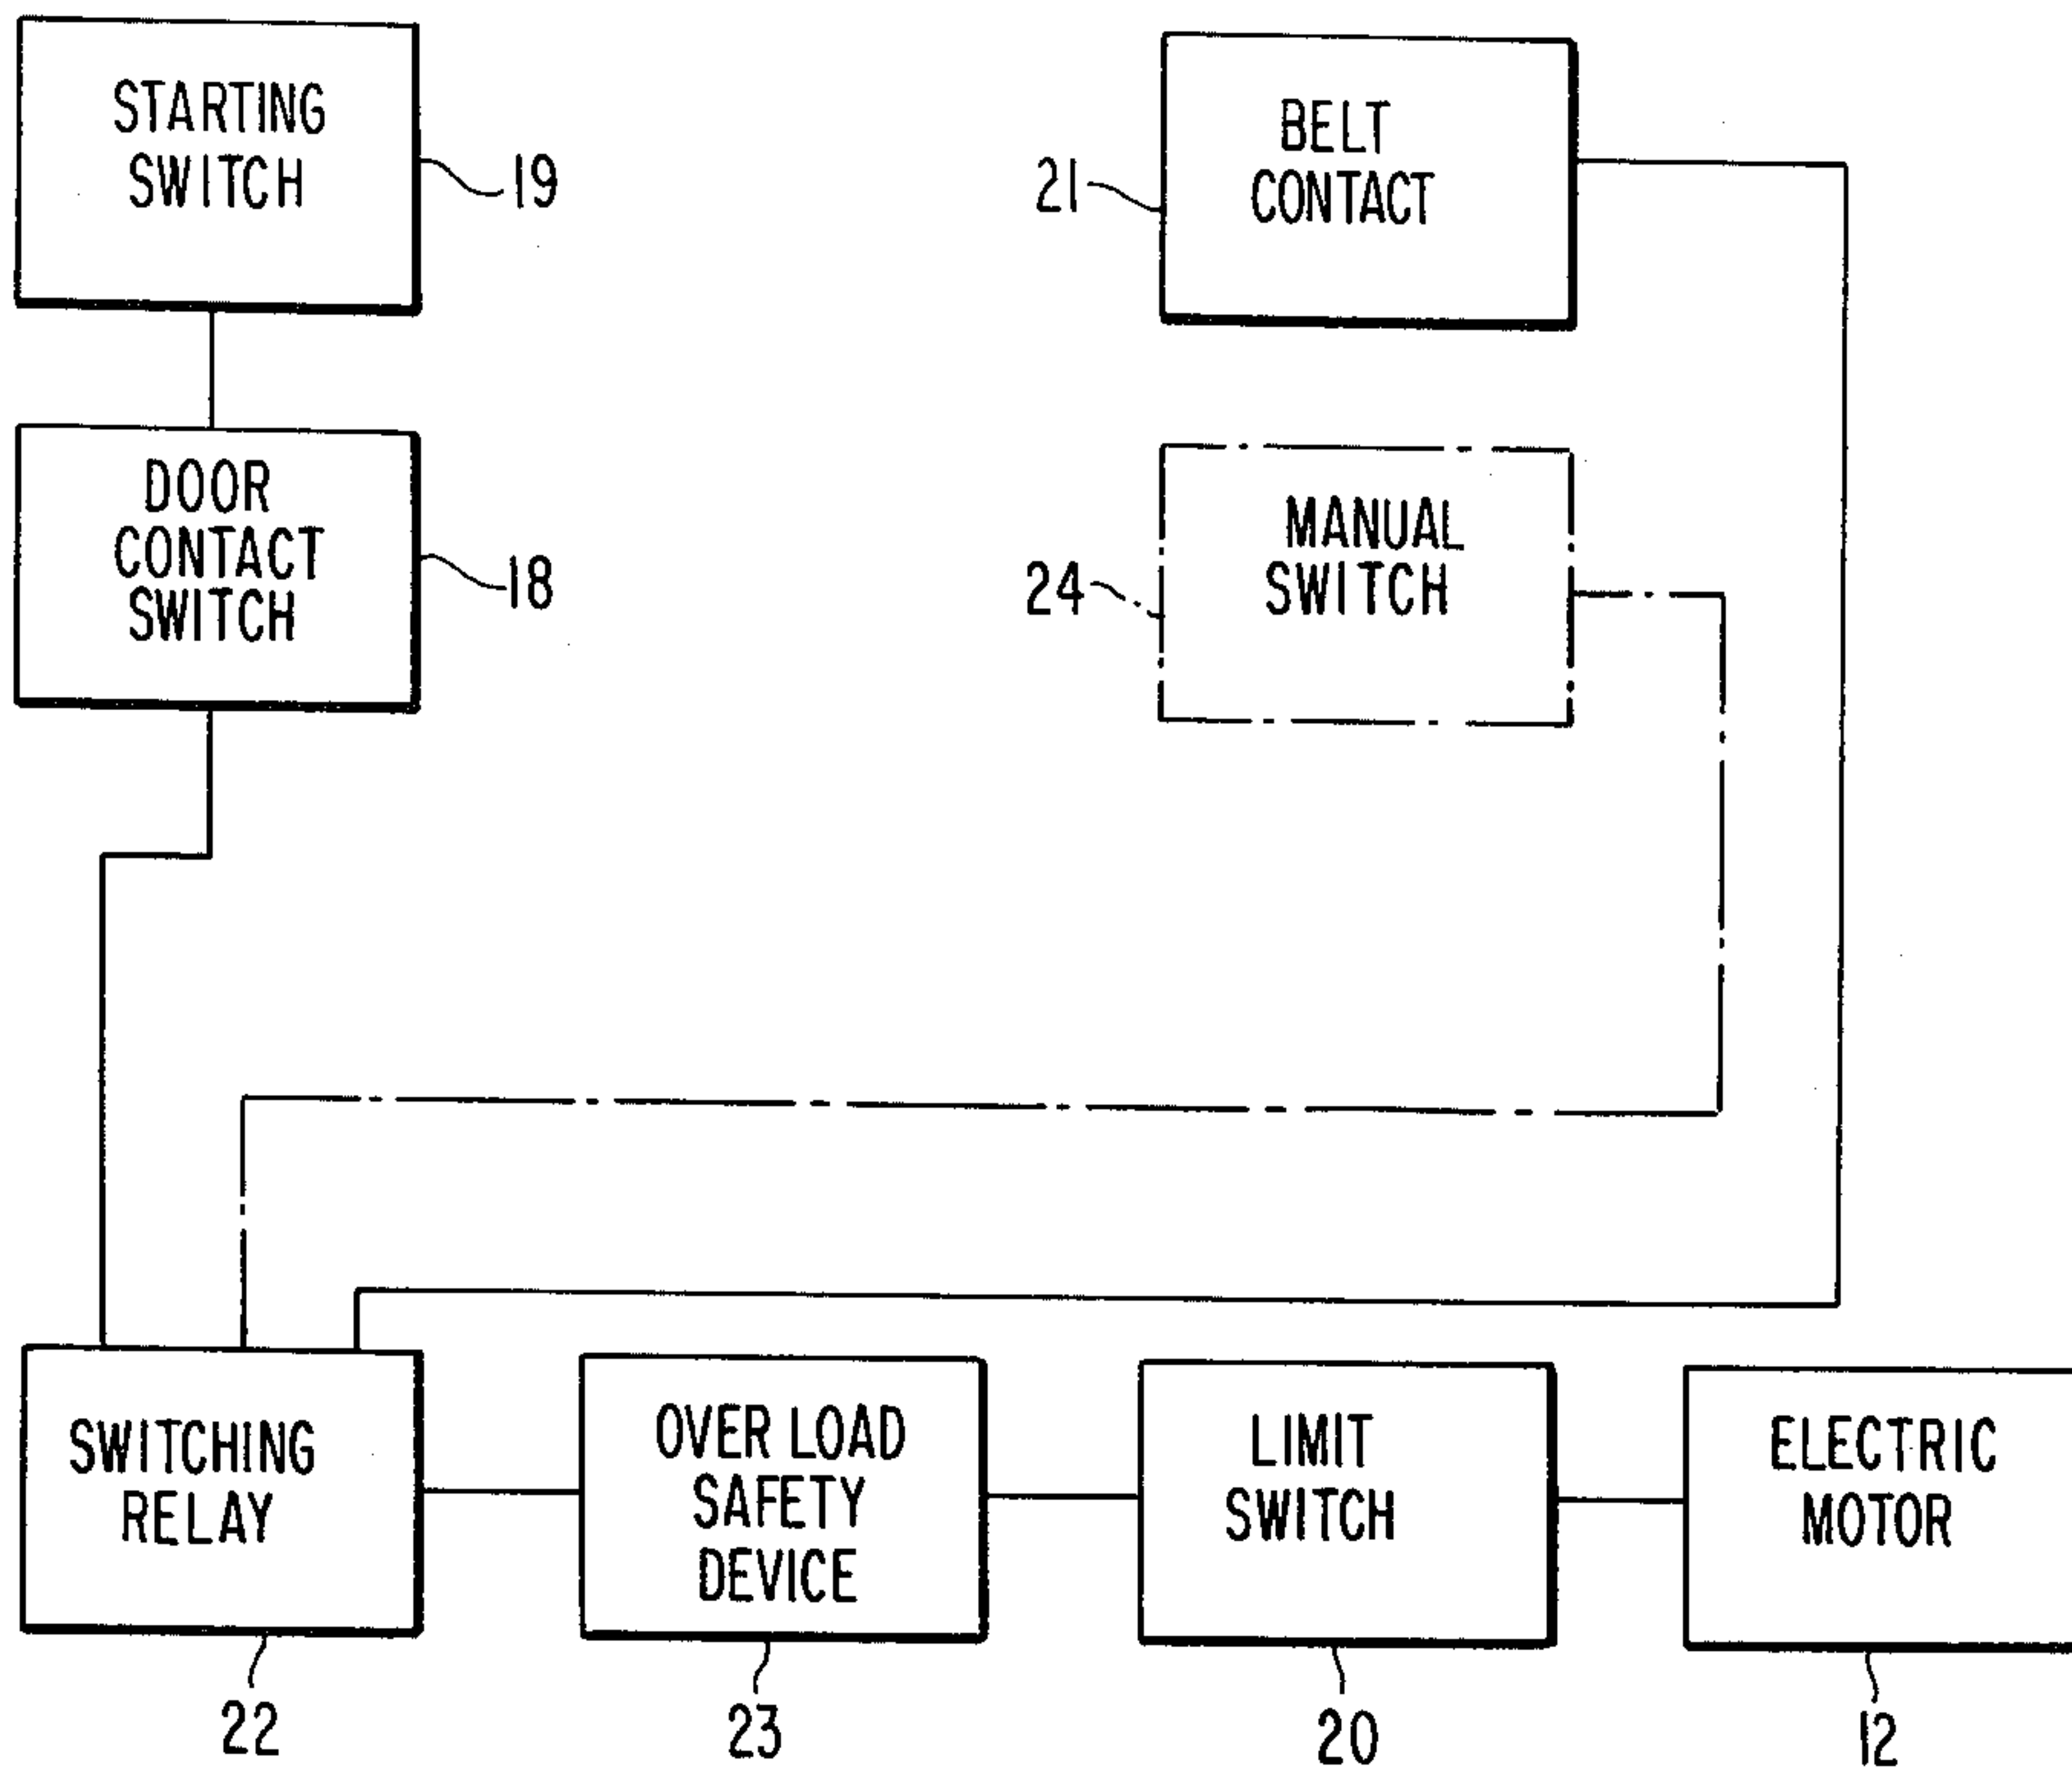 STARTING
SWITCH
19
BELT
CONTACT
21
DOOR
CONTACT
SWITCH
18
MANUAL
SWITCH
24
SWITCHING
RELAY
22
OVER LOAD
SAFETY
DEVICE
23
LIMIT
SWITCH
20
ELECTRIC
MOTOR
12